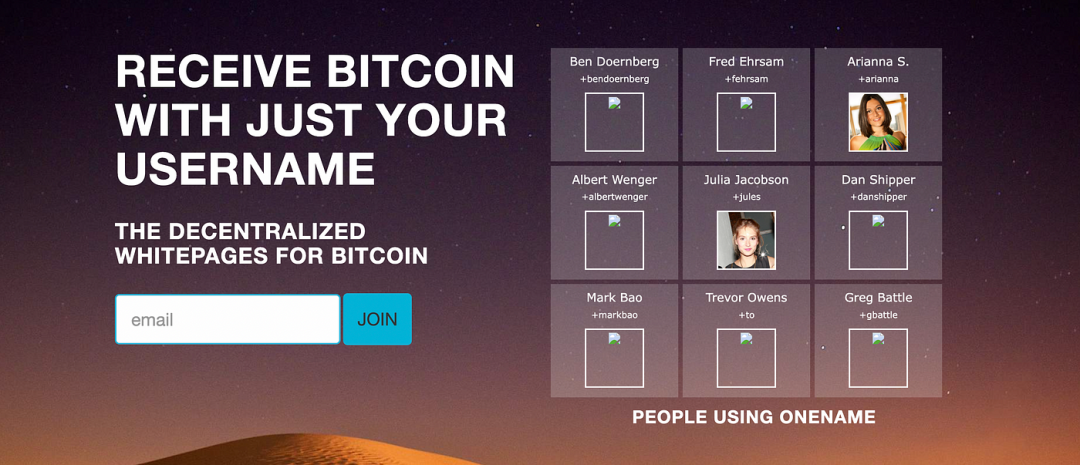 RECEIVE BITCOIN
WITH JUST YOUR
USERNAME
THE DECENTRALIZED
WHITEPAGES FOR BITCOIN
email
JOIN
Ben Doernberg
+bendoernberg
Fred Ehrsam
+fehrsam
Arianna S.
+arianna
Albert Wenger
+albertwenger
Julia Jacobson
+jules
Dan Shipper
+danshipper
Mark Bao
+markbao
Trevor Owens
+to
Greg Battle
+gbattle
PEOPLE USING ONENAME